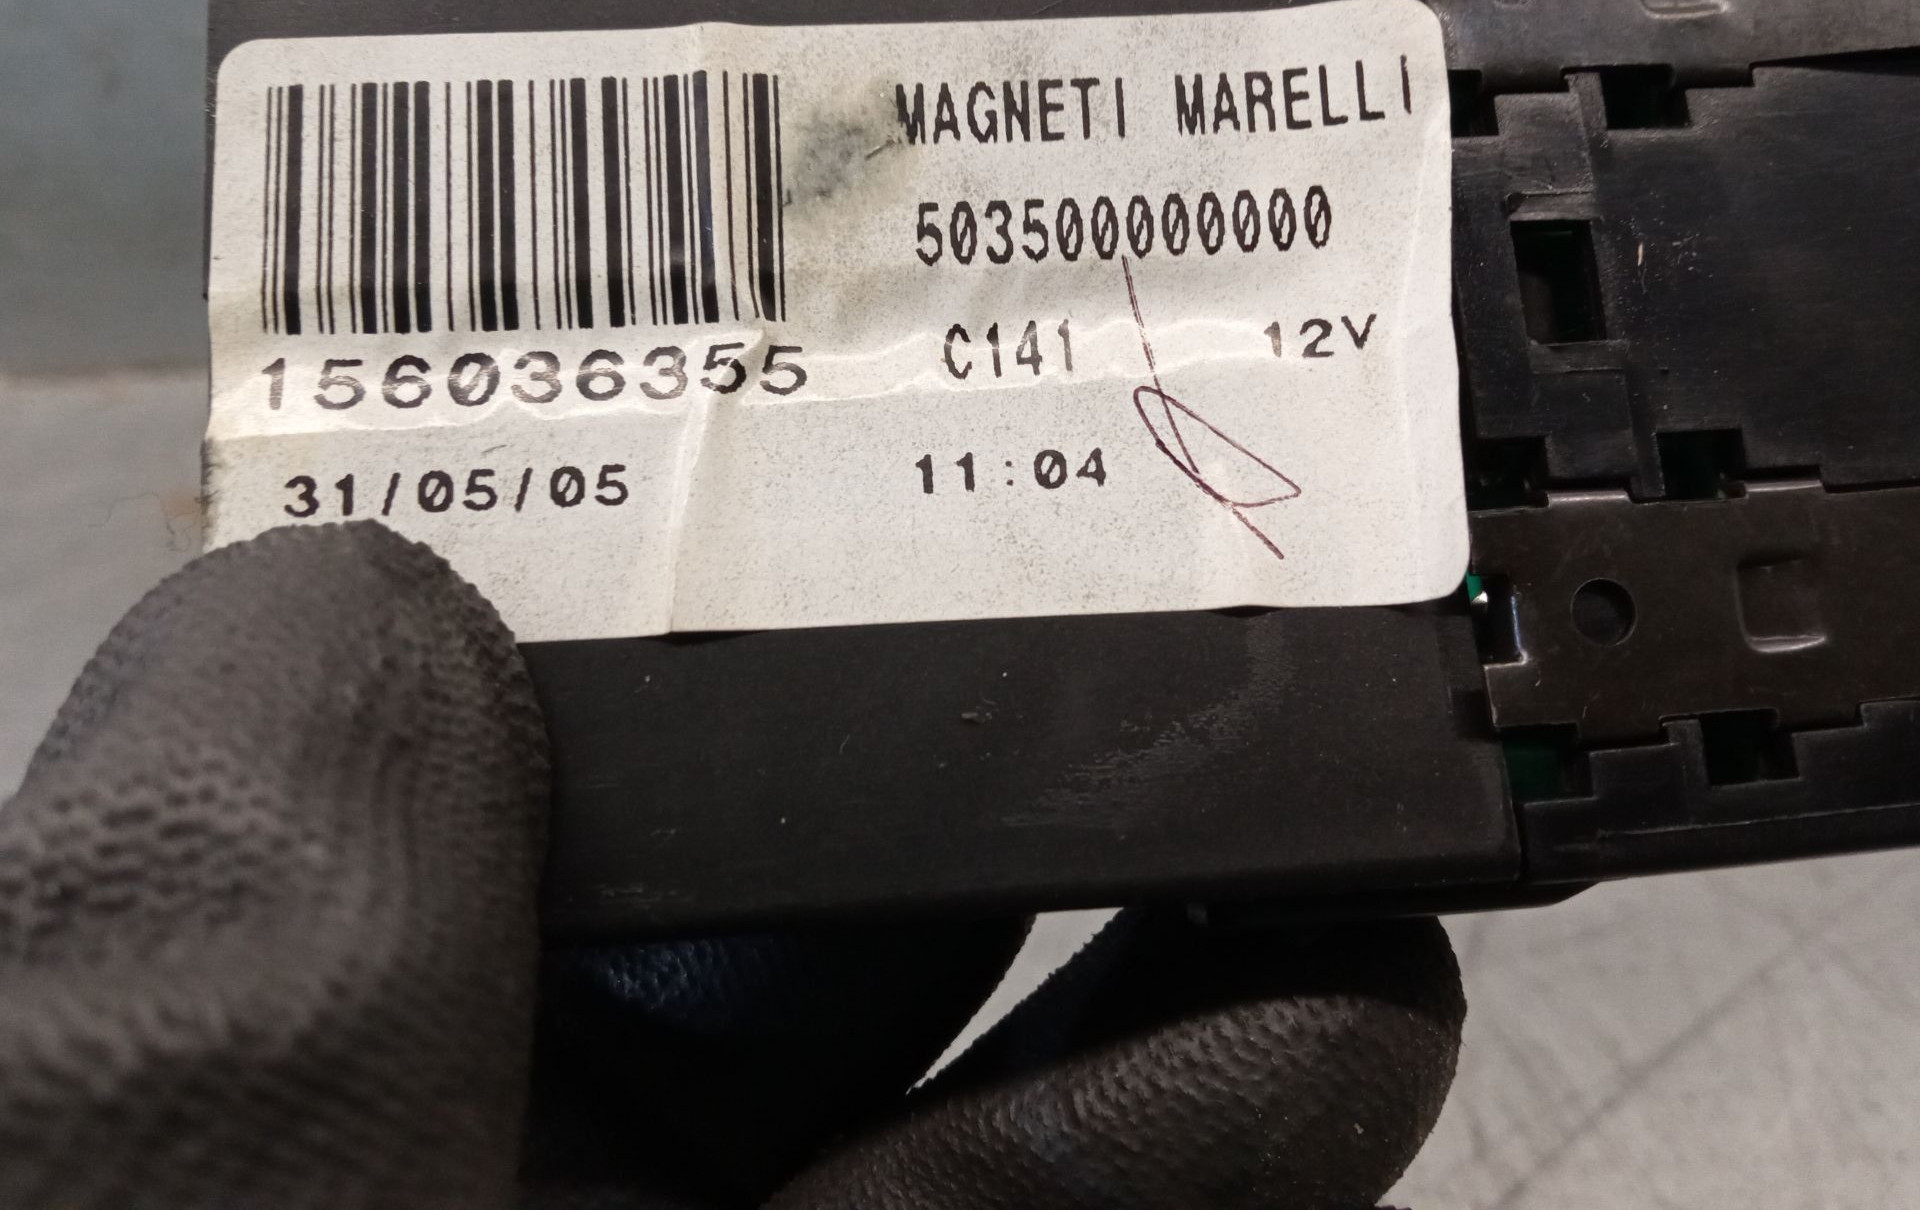 MAGNETI MARELLI
503500000000
C141 12V
156036355
31/05/05 11:04